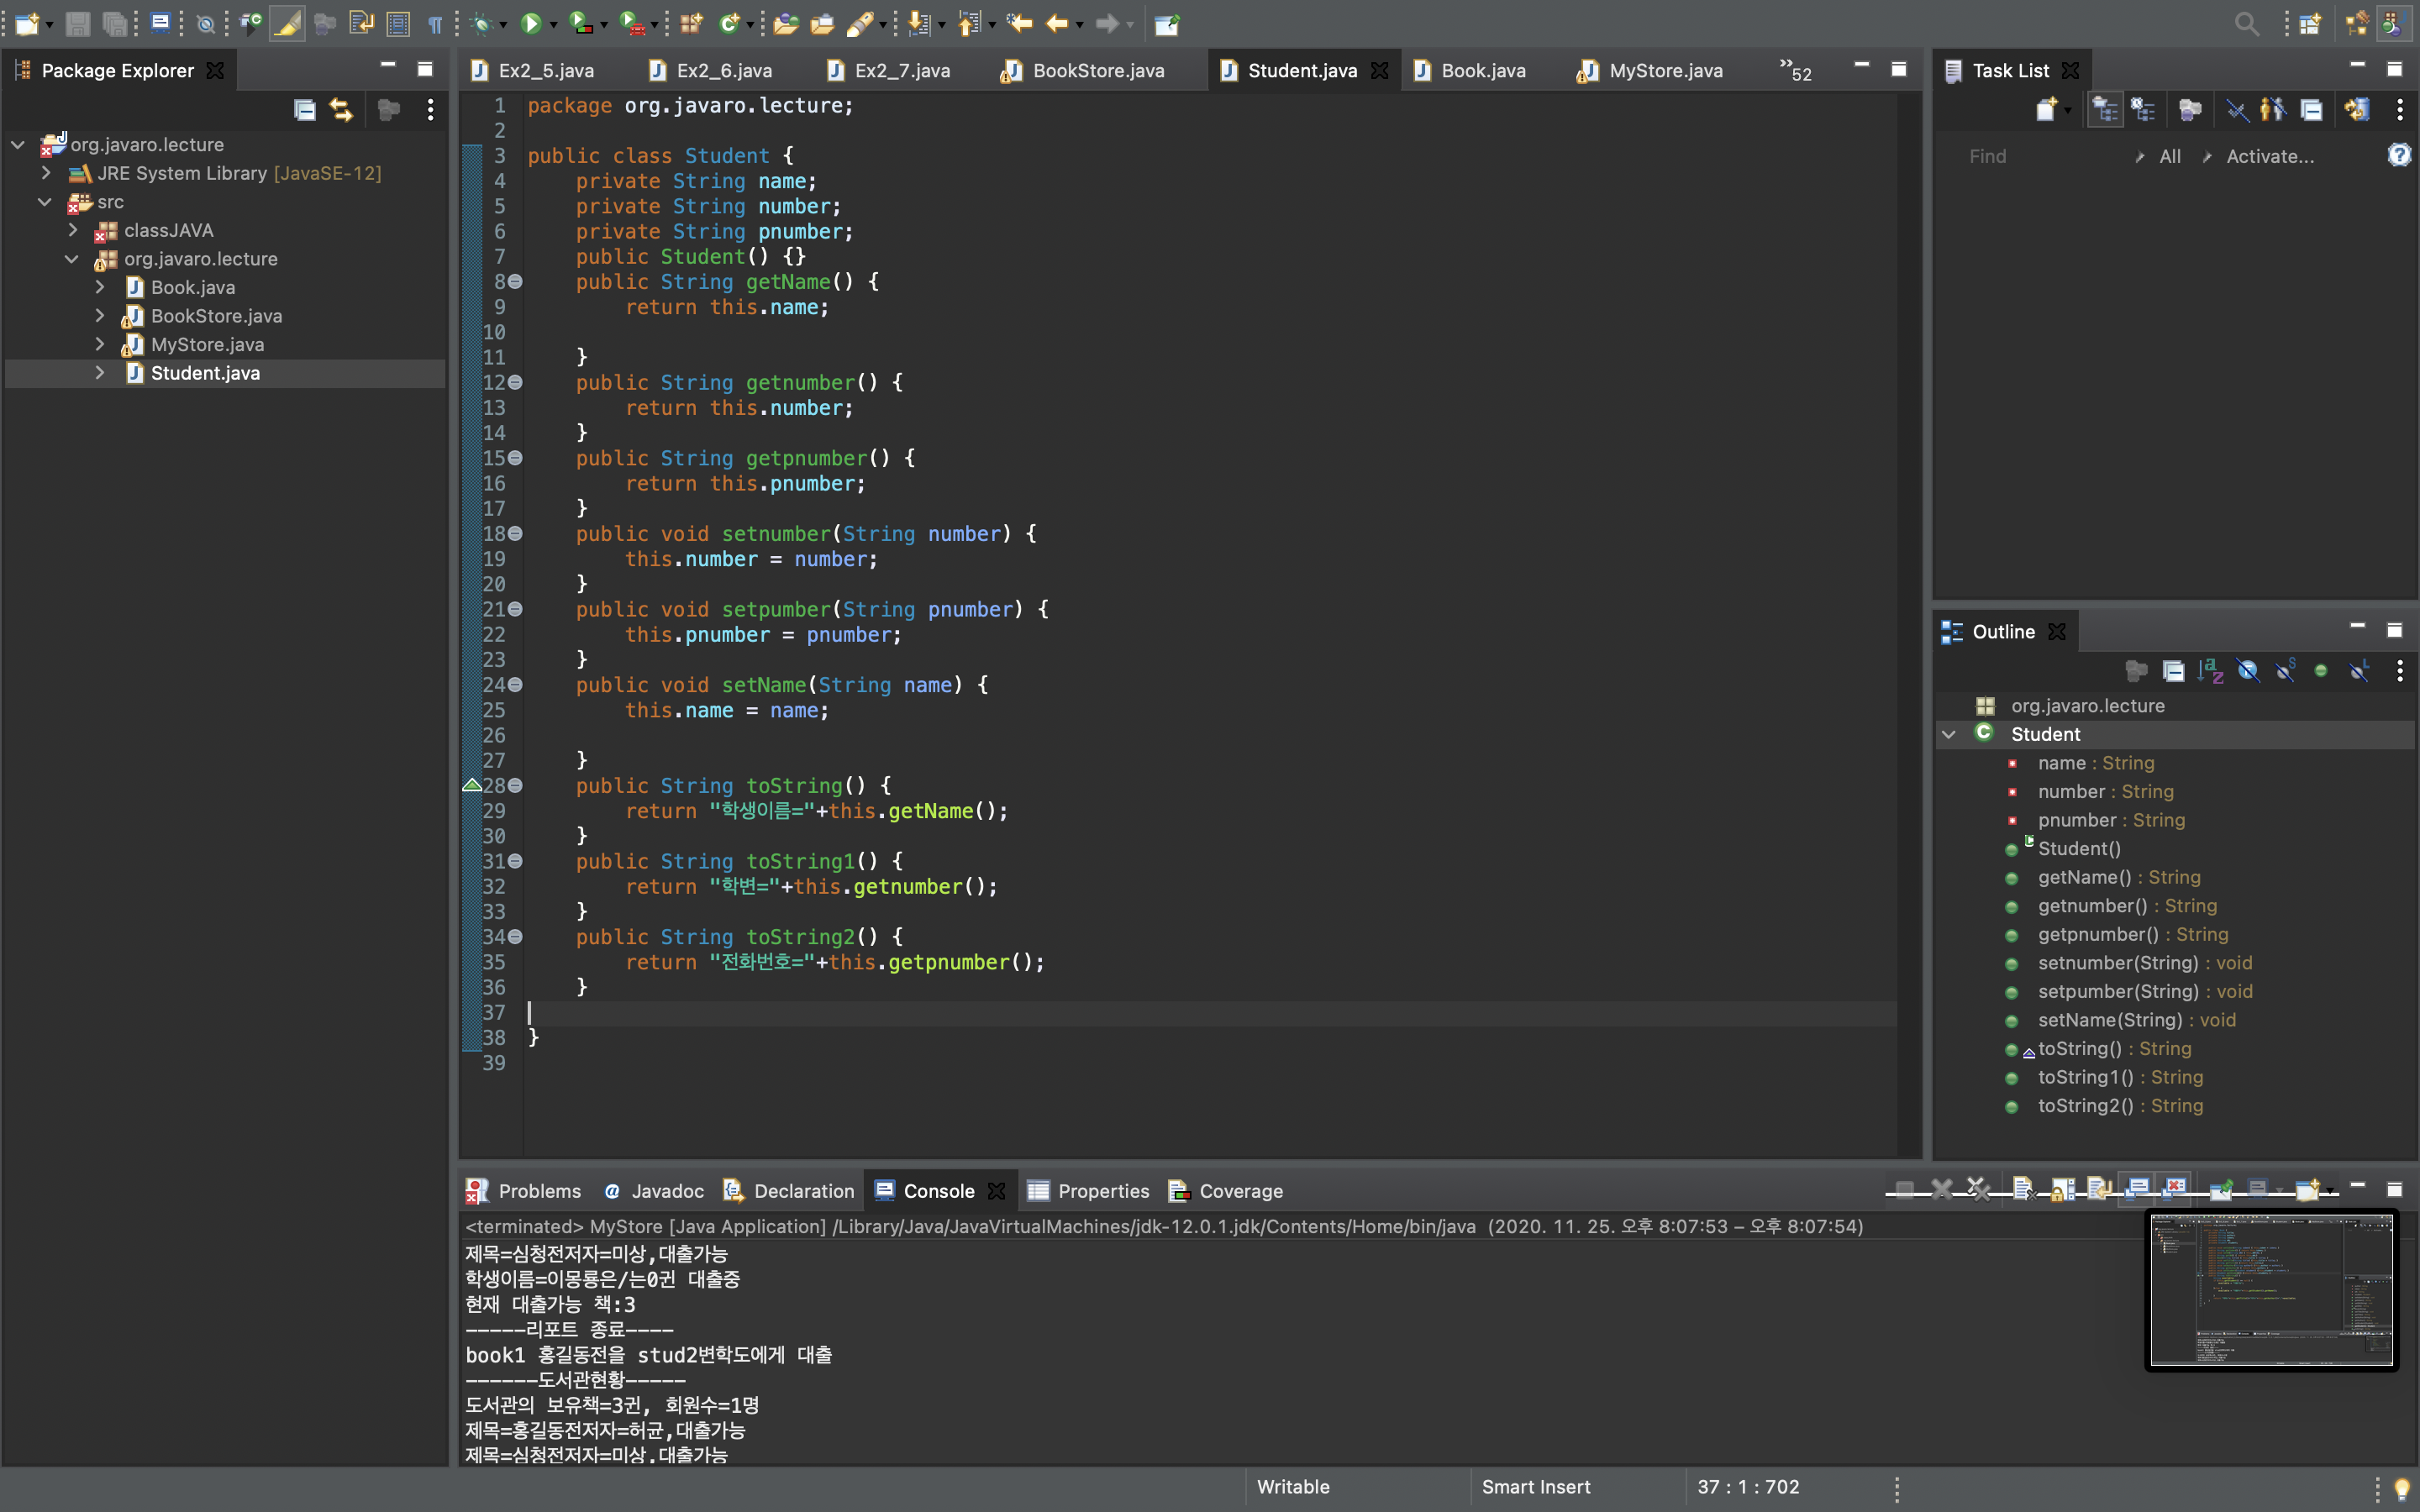 Package Explorer
org.javaro.lecture
JRE System Library [JavaSE-12]
src
classJAVA
org.javaro.lecture
Book.java
BookStore.java
MyStore.java
Student.java
Ex2_5.java Ex2_6.java Ex2_7.java BookStore.java Student.java Book.java MyStore.java »52
1 package org.javaro.lecture;
2
3 public class Student {
4 private String name;
5 private String number;
6 private String pnumber;
7 public Student() {}
8 public String getName() {
9 return this.name;
10
11 }
12 public String getnumber() {
13 return this.number;
14 }
15 public String getpnumber() {
16 return this.pnumber;
17 }
18 public void setnumber(String number) {
19 this.number = number;
20 }
21 public void setpumber(String pnumber) {
22 this.pnumber = pnumber;
23 }
24 public void setName(String name) {
25 this.name = name;
26
27 }
28 public String toString() {
29 return "학생이름="+this.getName();
30 }
31 public String toString1() {
32 return "학변="+this.getnumber();
33 }
34 public String toString2() {
35 return "전화번호="+this.getpnumber();
36 }
37
38 }
39
Task List
Find All Activate...
Outline
org.javaro.lecture
Student
name : String
number : String
pnumber : String
Student()
getName() : String
getnumber() : String
getpnumber() : String
setnumber(String) : void
setpumber(String) : void
setName(String) : void
toString() : String
toString1() : String
toString2() : String
Problems @ Javadoc Declaration Console Properties Coverage
<terminated> MyStore [Java Application] /Library/Java/JavaVirtualMachines/jdk-12.0.1.jdk/Contents/Home/bin/java (2020. 11. 25. 오후 8:07:53 – 오후 8:07:54)
제목=심청전저자=미상,대출가능
학생이름=이몽룡은/는0권 대출중
현재 대출가능 책:3
-----리포트 종료----
book1 홍길동전을 stud2변학도에게 대출
------도서관현황-----
도서관의 보유책=3권, 회원수=1명
제목=홍길동전저자=허균,대출가능
제목=심청전저자=미상,대출가능
Writable Smart Insert 37 : 1 : 702